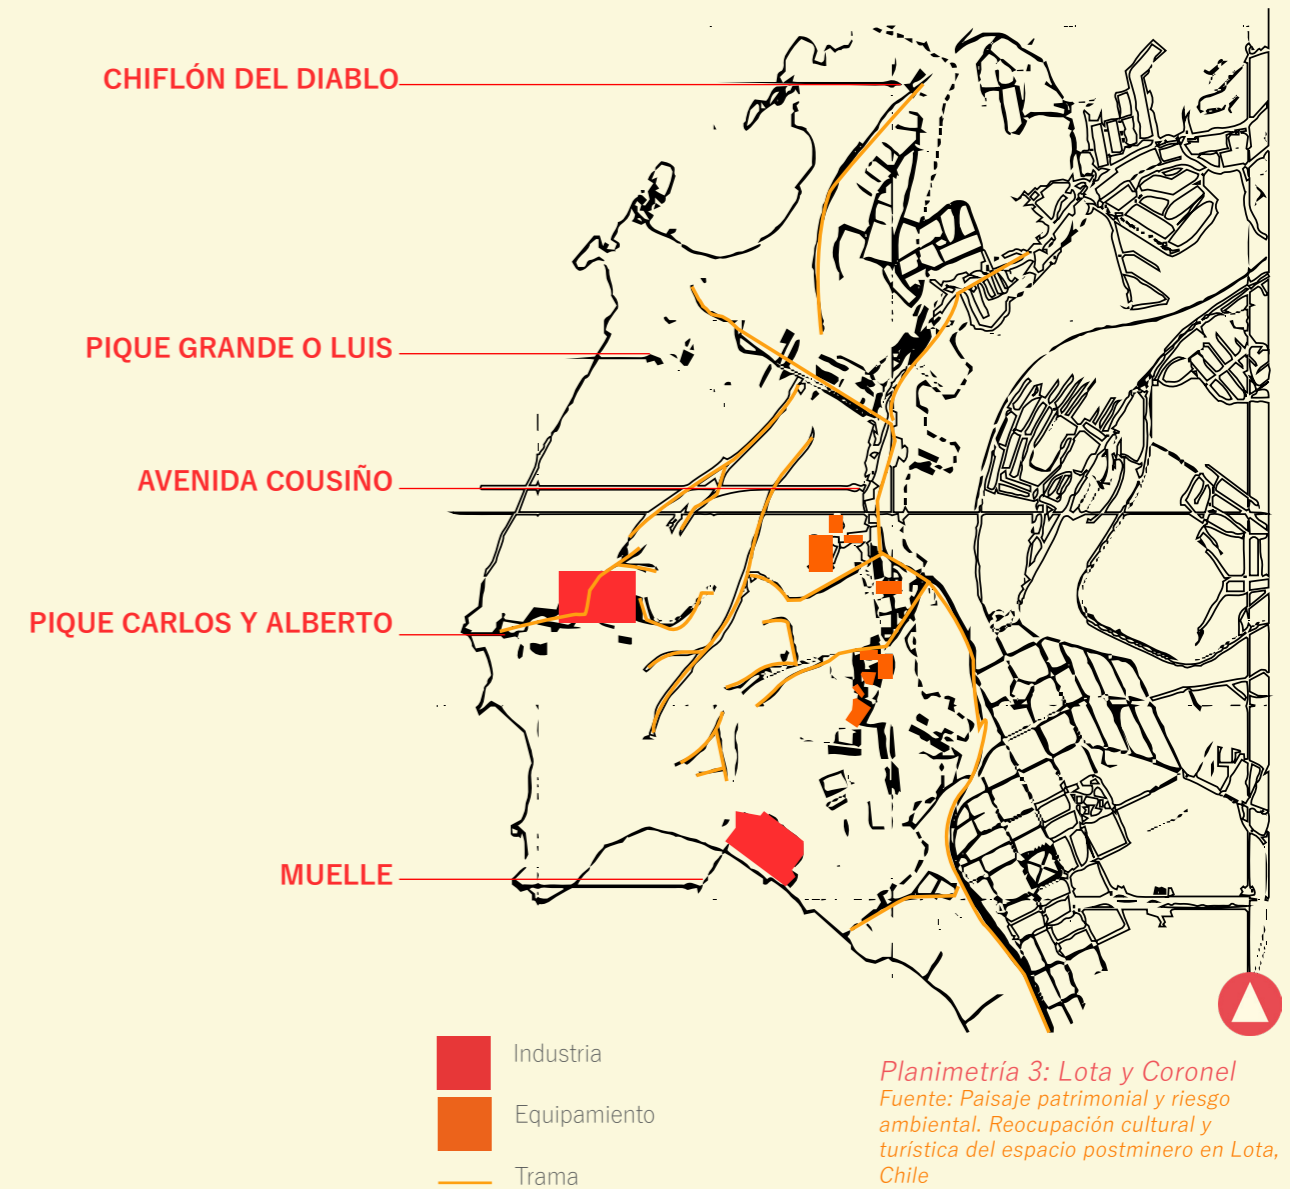 CHIFLÓN DEL DIABLO
PIQUE GRANDE O LUIS
AVENIDA COUSIÑO
PIQUE CARLOS Y ALBERTO
MUELLE
Industria
Equipamiento
Trama
Planimetría 3: Lota y Coronel
Fuente: Paisaje patrimonial y riesgo
ambiental. Reocupación cultural y
turística del espacio postminero en Lota,
Chile